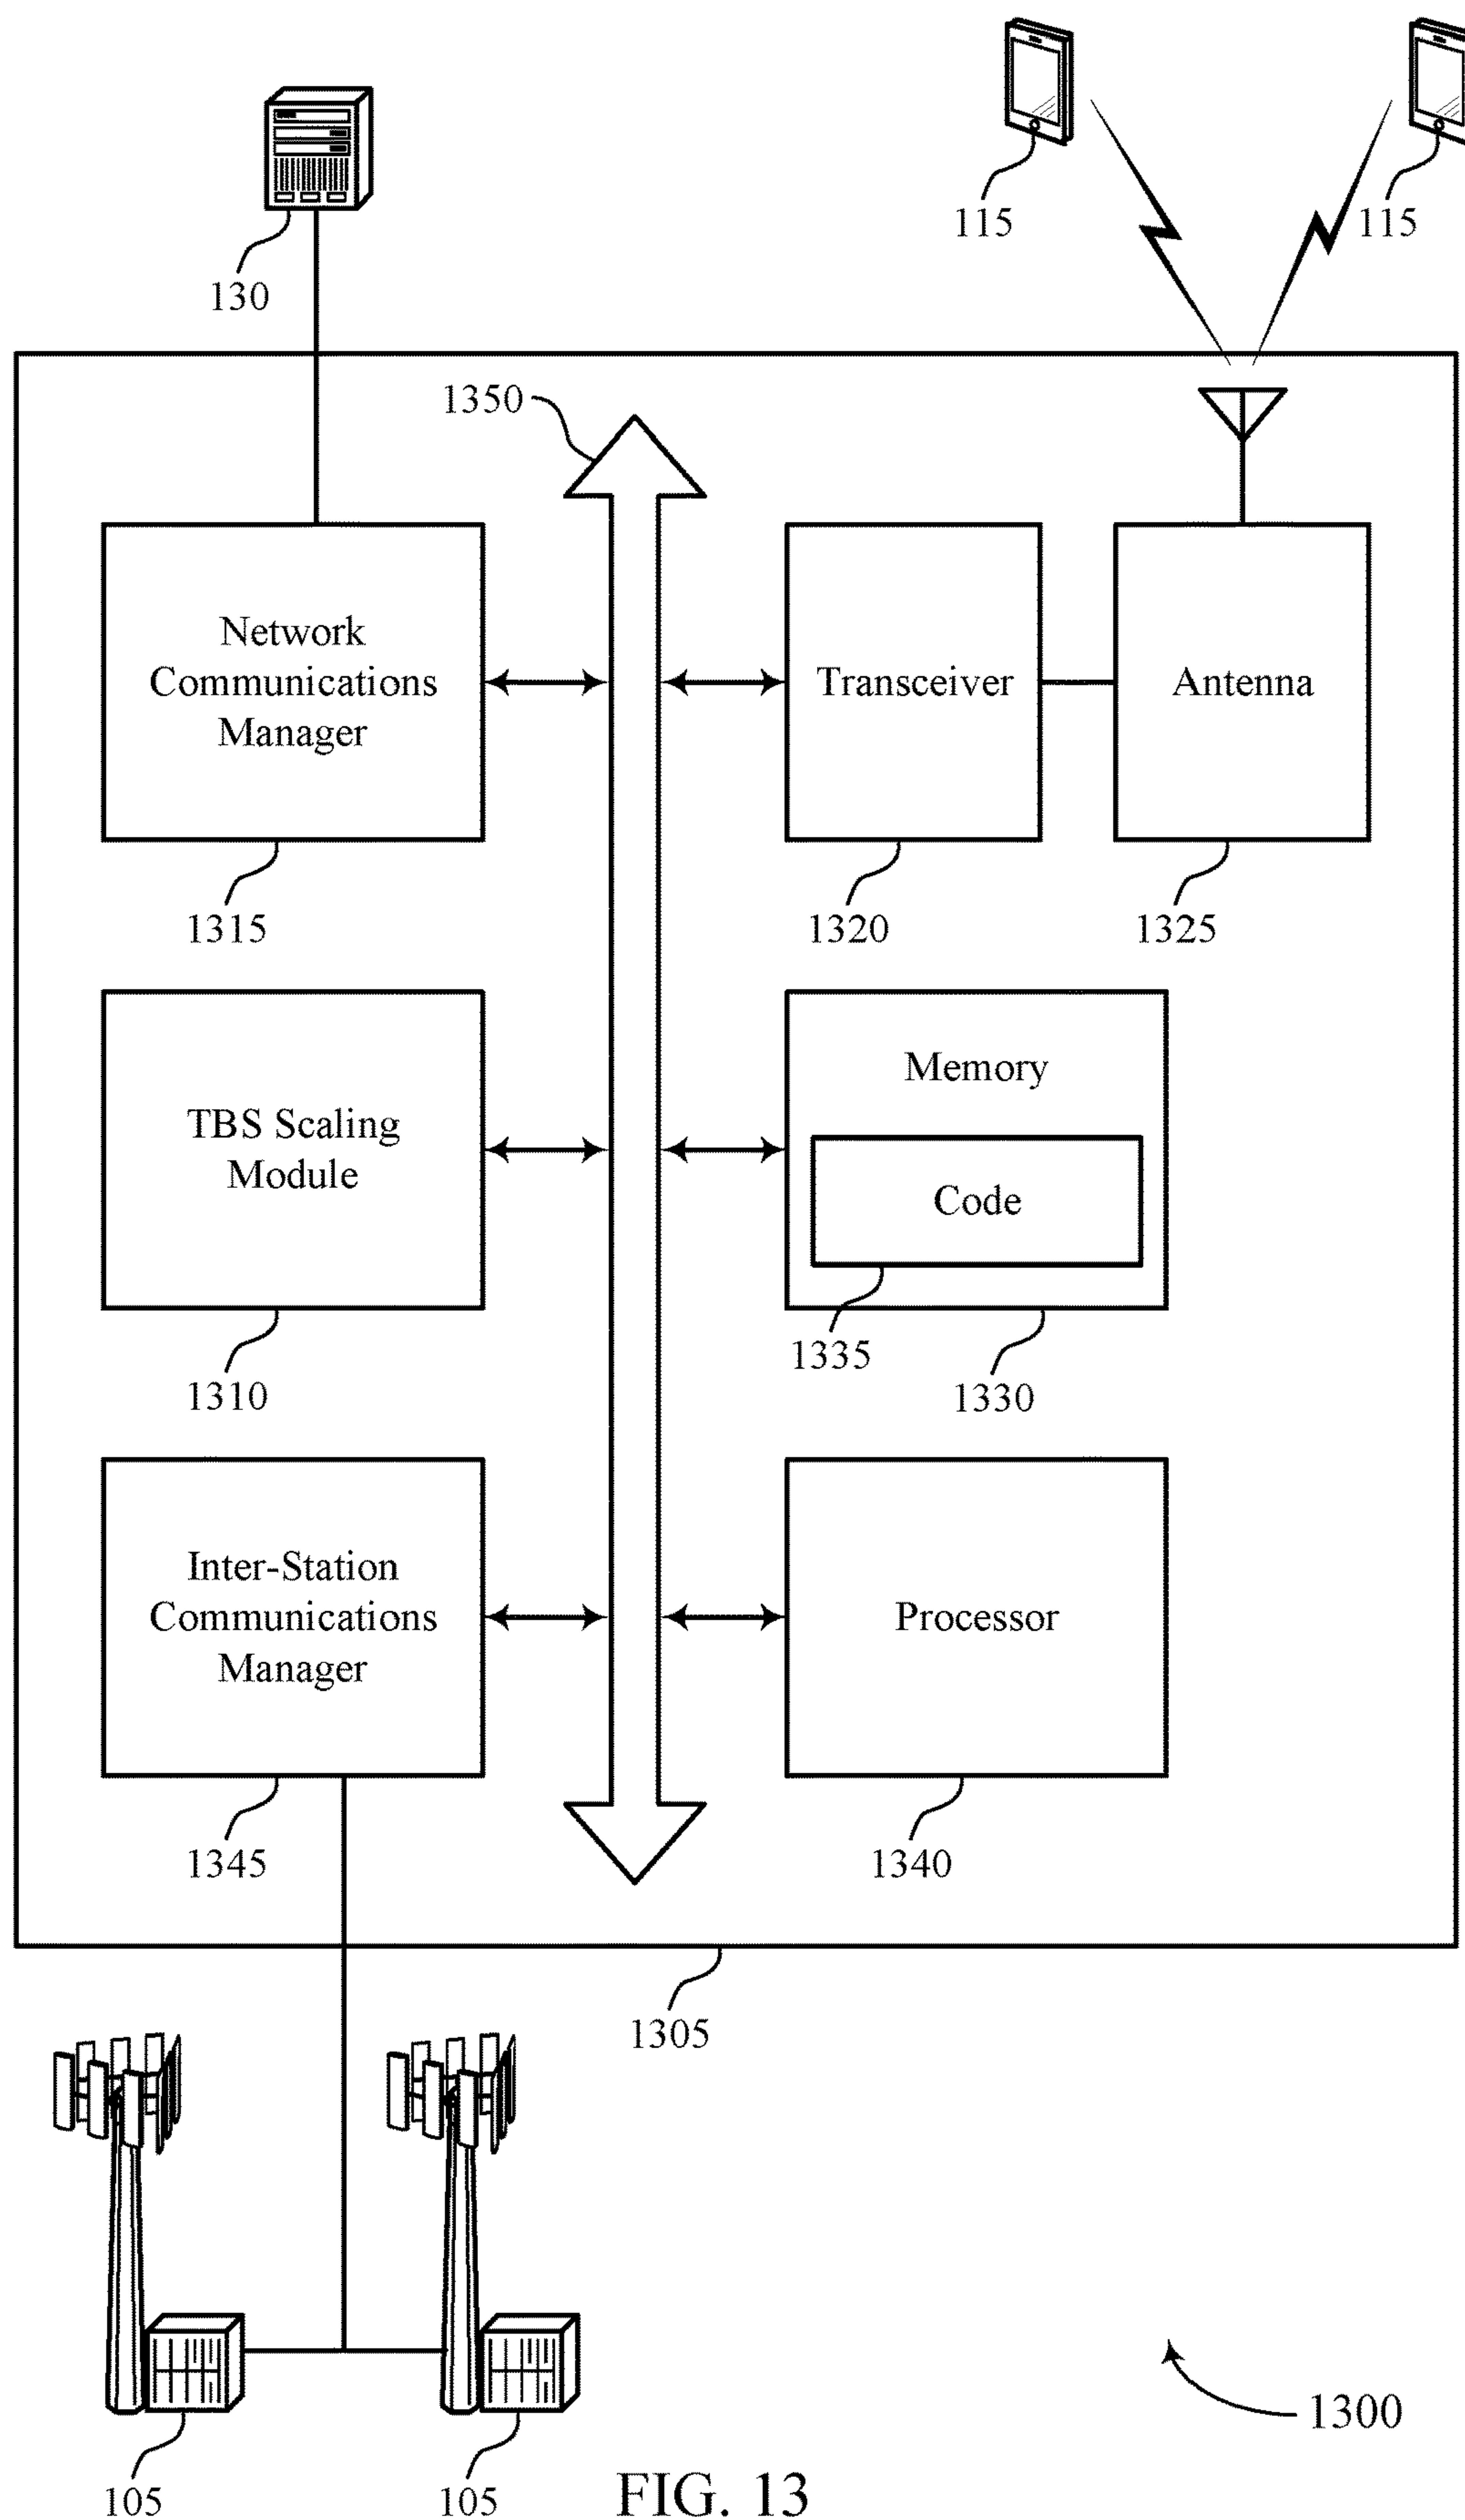 115
115
130
1350
Network
Communications
Manager
Transceiver
Antenna
1315
1320
1325
TBS Scaling
Module
Memory
Code
1335
1310
1330
Inter-Station
Communications
Manager
Processor
1345
1340
1305
1300
105
105
FIG. 13